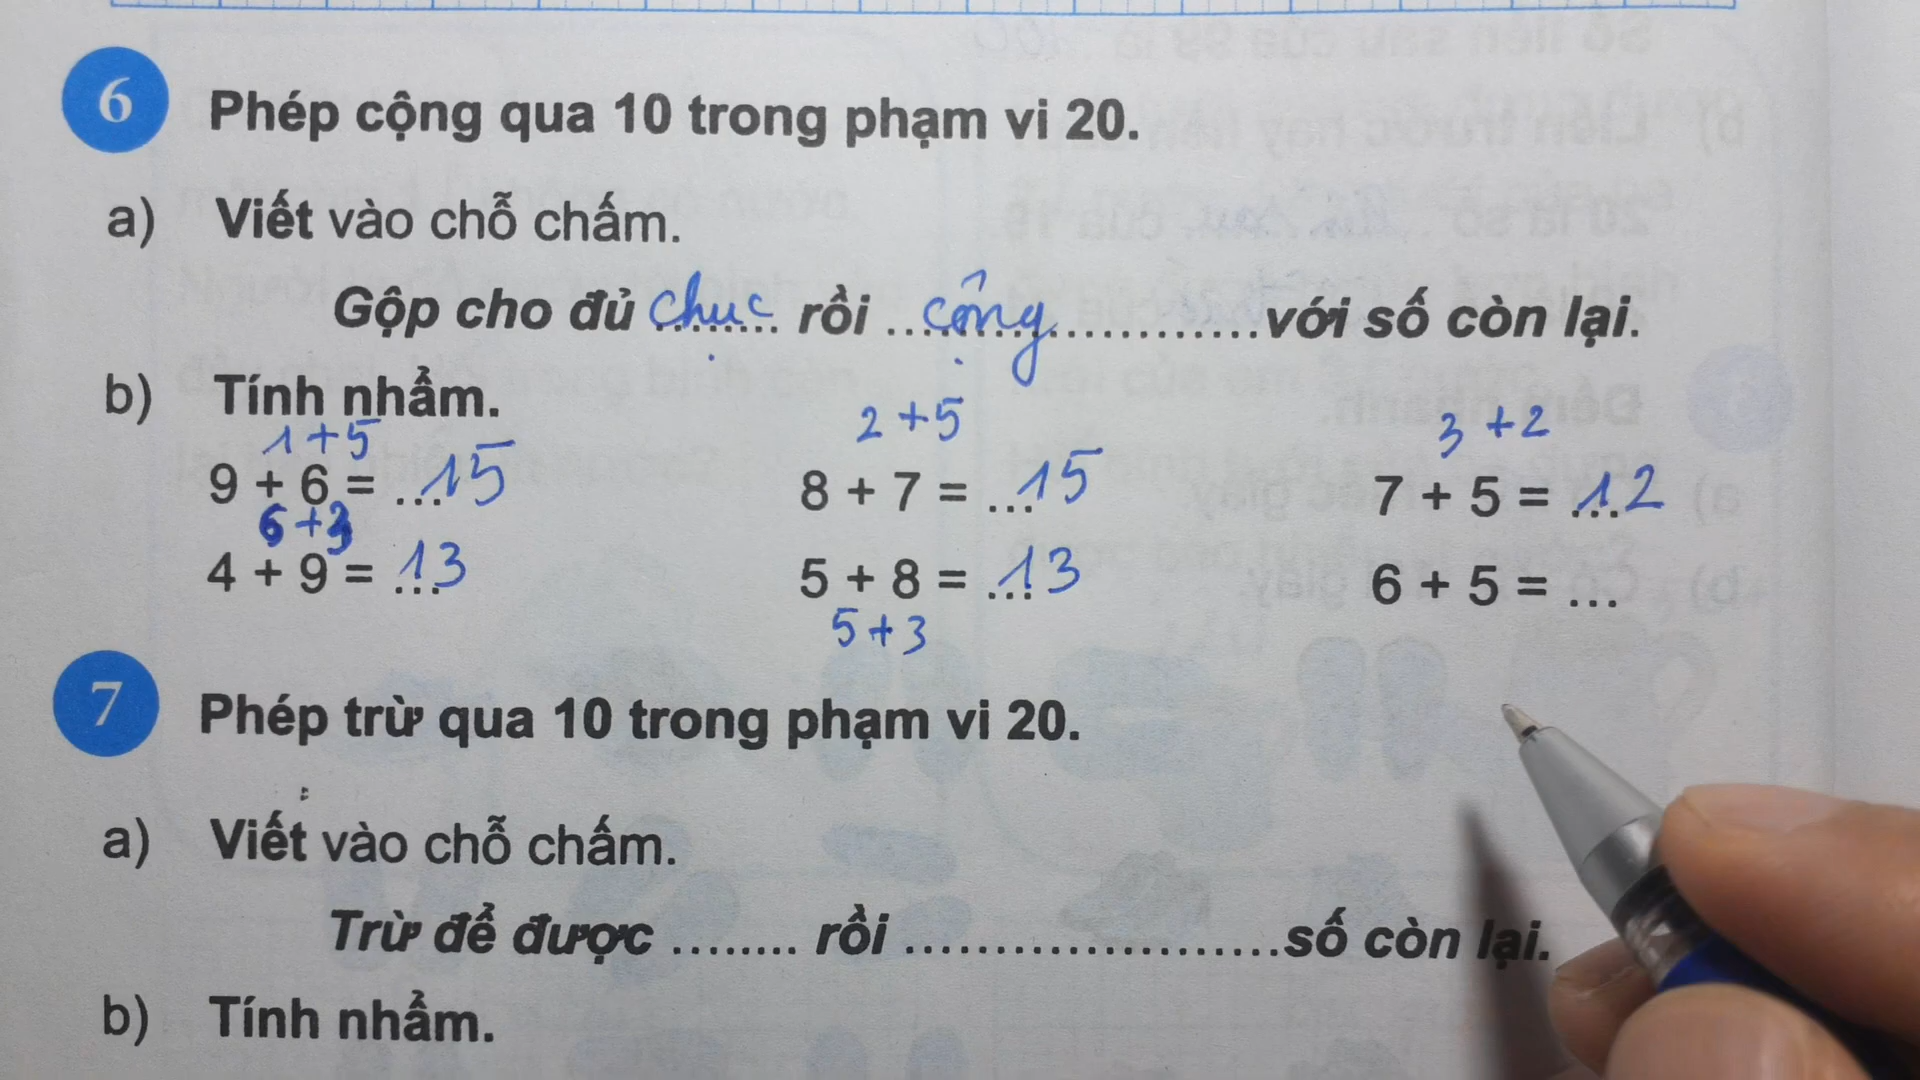 6 Phép cộng qua 10 trong phạm vi 20.
a) Viết vào chỗ chấm.
Gộp cho đủ chục rồi cộng với số còn lại.
b) Tính nhẩm.
1+5 2+5 3+2
9 + 6 = ...15 8 + 7 = ...15 7 + 5 = ...12
6+3
4 + 9 = ...13 5 + 8 = ...13 6 + 5 = ...
5+3
7 Phép trừ qua 10 trong phạm vi 20.
a) Viết vào chỗ chấm.
Trừ để được ........ rồi ......................số còn lại.
b) Tính nhẩm.